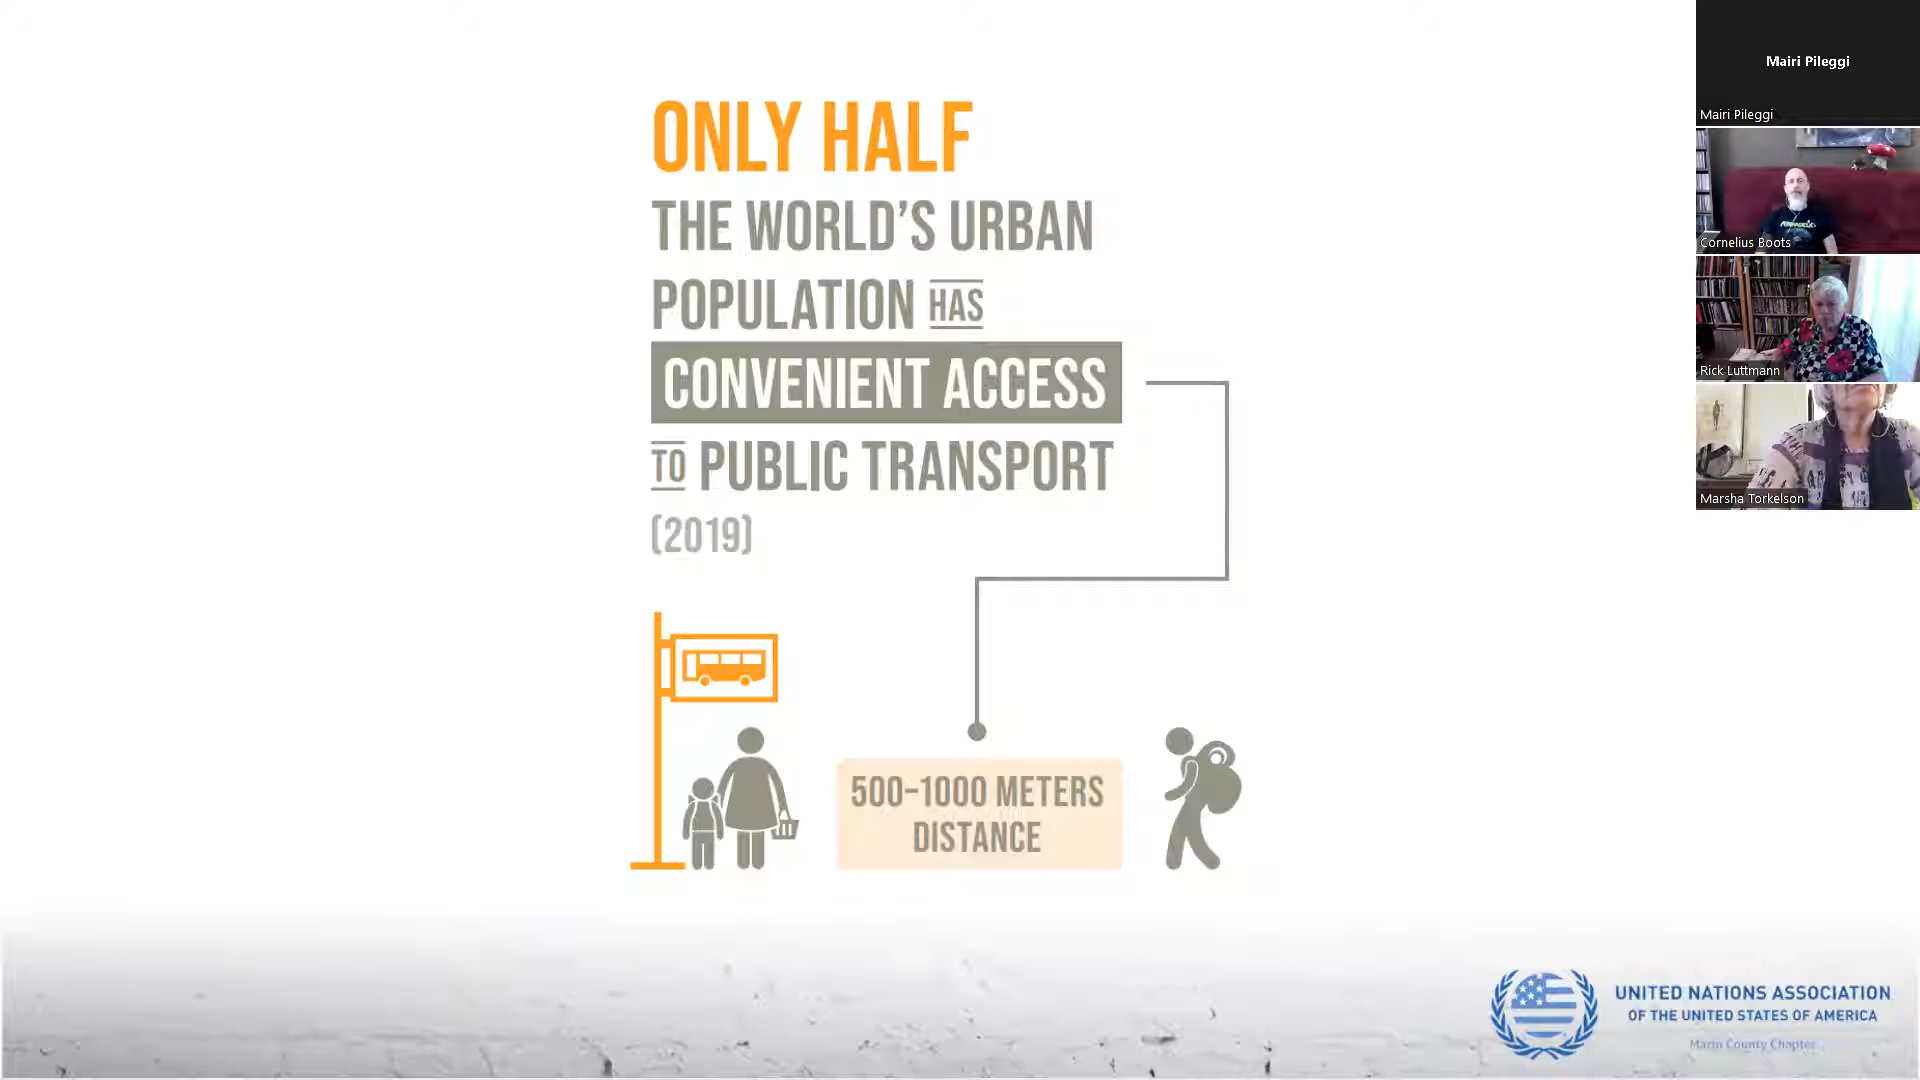 ONLY HALF
THE WORLD'S URBAN
POPULATION HAS
CONVENIENT ACCESS
TO PUBLIC TRANSPORT
(2019)
500-1000 METERS
DISTANCE
UNITED NATIONS ASSOCIATION
OF THE UNITED STATES OF AMERICA
Marin County Chapter
Mairi Pileggi
Mairi Pileggi
Cornelius Boots
Rick Luttmann
Marsha Torkelson